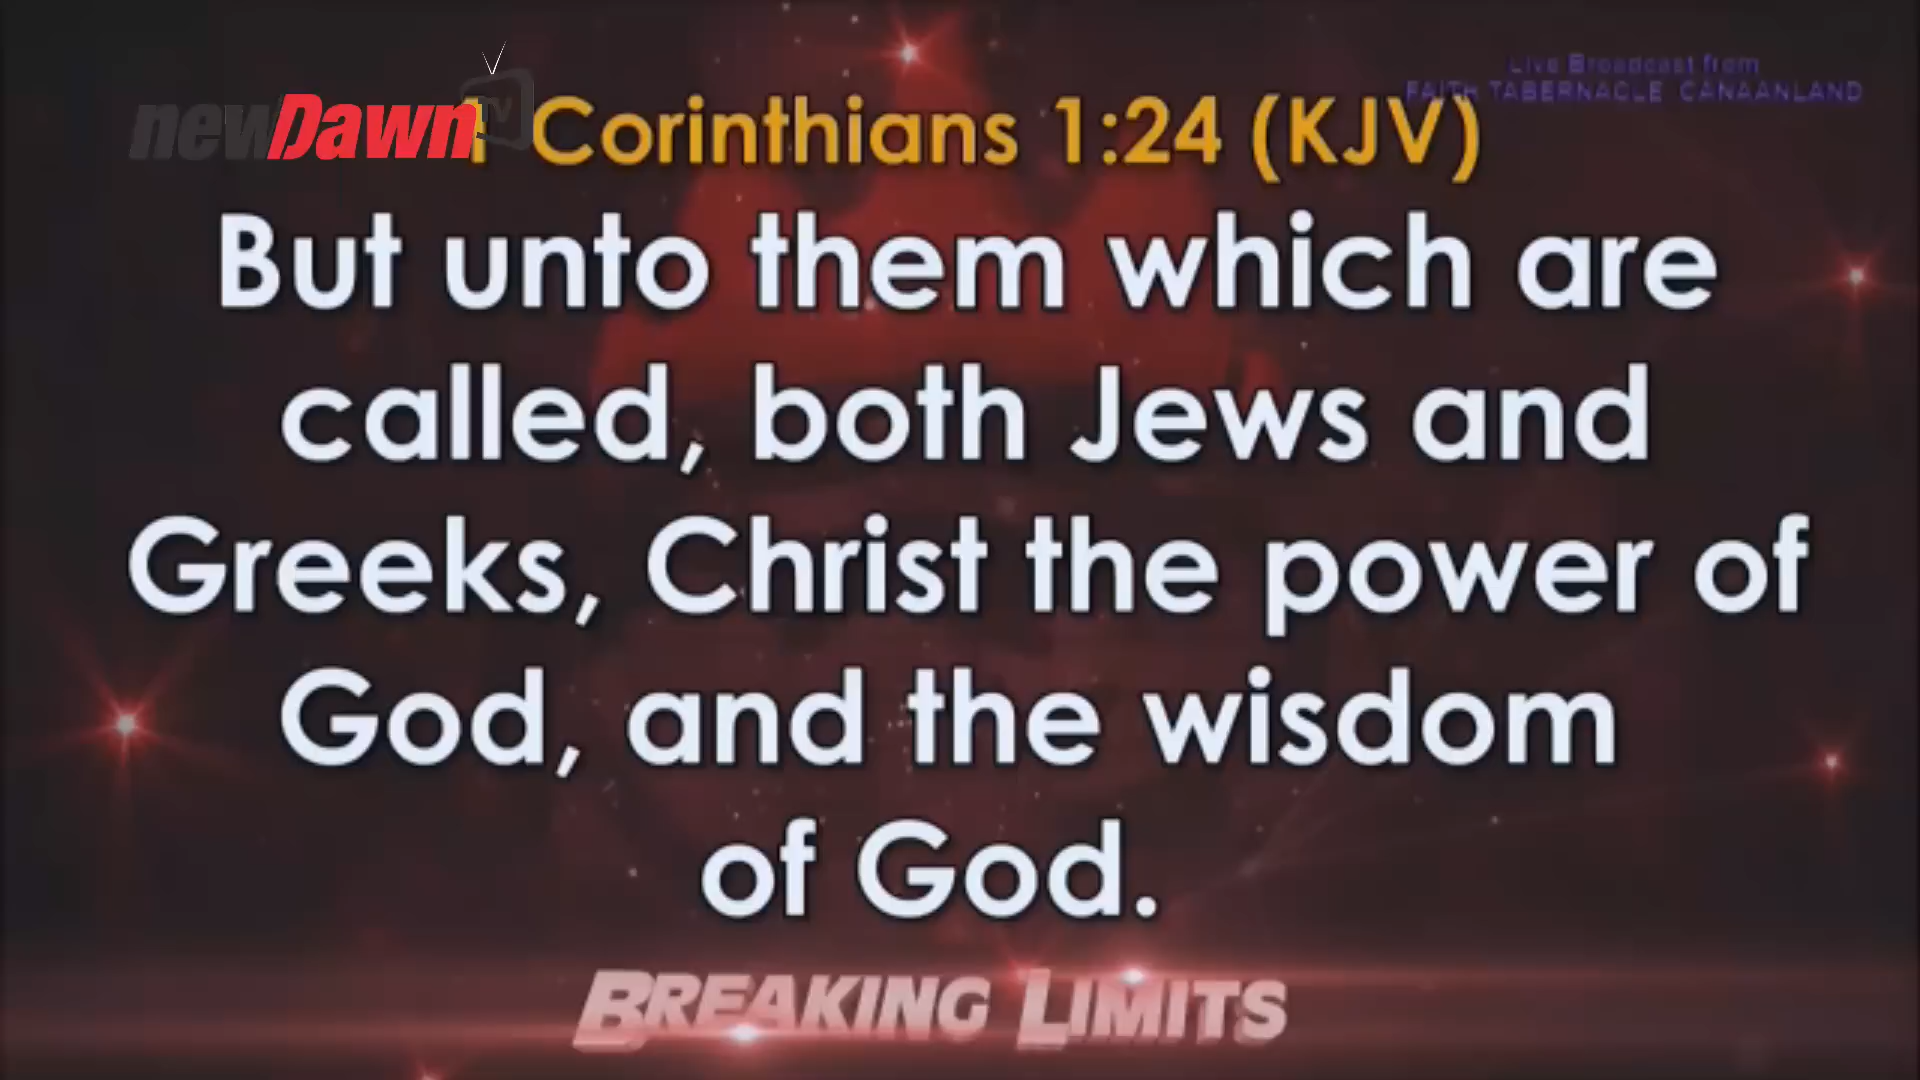 Live Broadcast from
FAITH TABERNACLE CANAANLAND
newDawn TV
1 Corinthians 1:24 (KJV)
But unto them which are
called, both Jews and
Greeks, Christ the power of
God, and the wisdom
of God.
BREAKING LIMITS